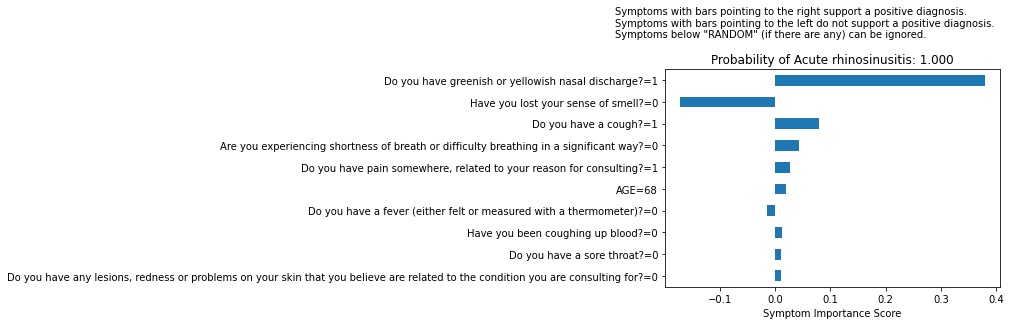 Symptoms with bars pointing to the right support a positive diagnosis.
Symptoms with bars pointing to the left do not support a positive diagnosis.
Symptoms below "RANDOM" (if there are any) can be ignored.
Probability of Acute rhinosinusitis: 1.000
Do you have greenish or yellowish nasal discharge?=1
Have you lost your sense of smell?=0
Do you have a cough?=1
Are you experiencing shortness of breath or difficulty breathing in a significant way?=0
Do you have pain somewhere, related to your reason for consulting?=1
AGE=68
Do you have a fever (either felt or measured with a thermometer)?=0
Have you been coughing up blood?=0
Do you have a sore throat?=0
Do you have any lesions, redness or problems on your skin that you believe are related to the condition you are consulting for?=0
−0.1 0.0 0.1 0.2 0.3 0.4
Symptom Importance Score